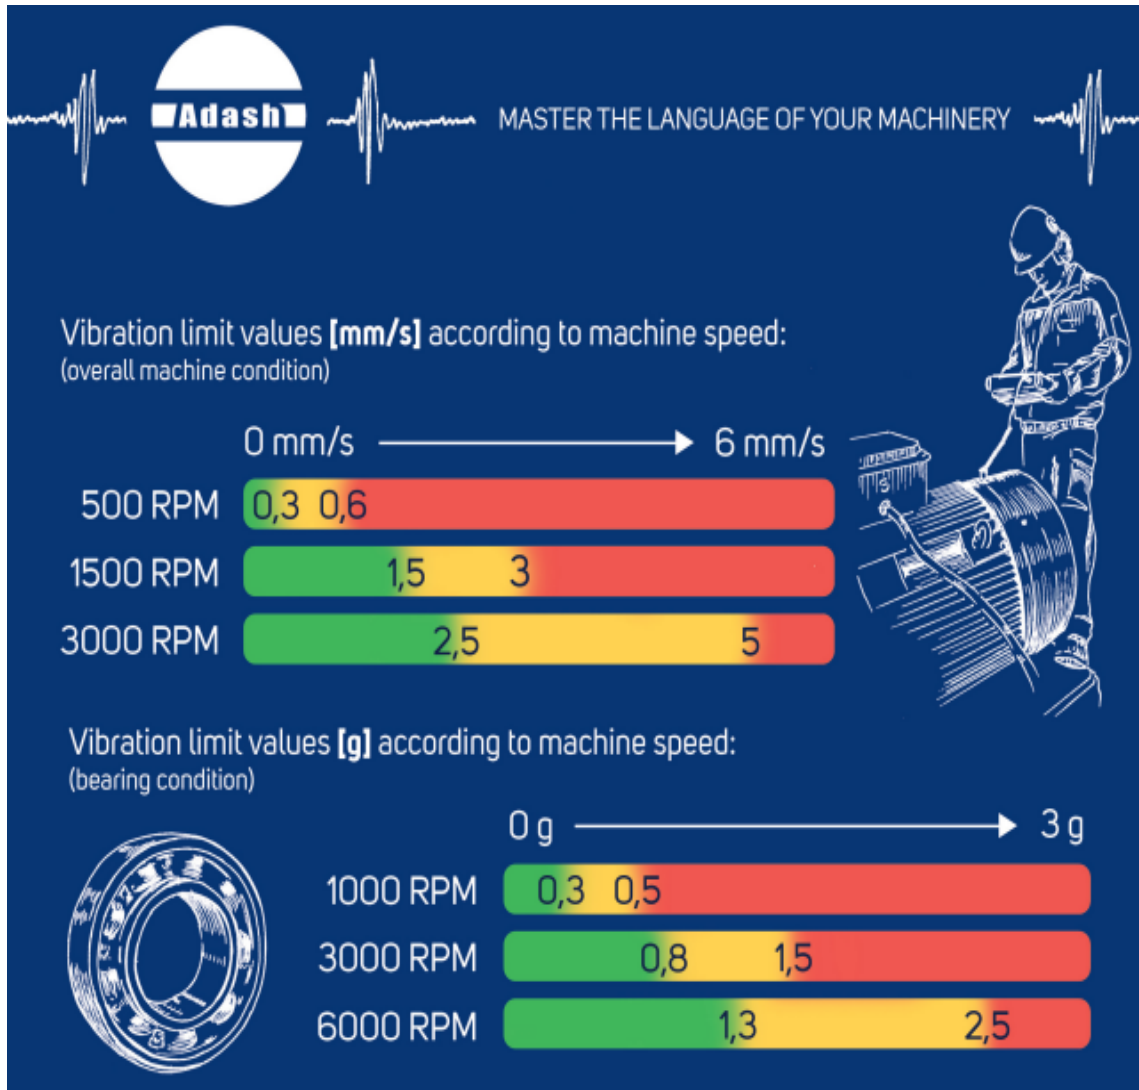 Adash
MASTER THE LANGUAGE OF YOUR MACHINERY
Vibration limit values [mm/s] according to machine speed:
(overall machine condition)
0 mm/s 6 mm/s
500 RPM 0,3 0,6
1500 RPM 1,5 3
3000 RPM 2,5 5
Vibration limit values [g] according to machine speed:
(bearing condition)
0 g 3 g
1000 RPM 0,3 0,5
3000 RPM 0,8 1,5
6000 RPM 1,3 2,5